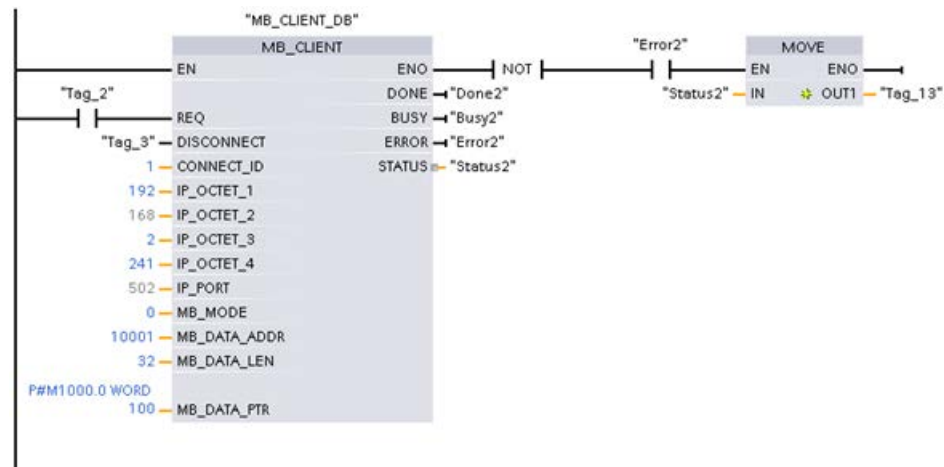 "MB_CLIENT_DB"
MB_CLIENT
"Error2"
MOVE
EN ENO NOT EN ENO
"Tag_2" DONE "Done2" "Status2" IN OUT1 "Tag_13"
REQ BUSY "Busy2"
"Tag_3" DISCONNECT ERROR "Error2"
1 CONNECT_ID STATUS "Status2"
192 IP_OCTET_1
168 IP_OCTET_2
2 IP_OCTET_3
241 IP_OCTET_4
502 IP_PORT
0 MB_MODE
10001 MB_DATA_ADDR
32 MB_DATA_LEN
P#M1000.0 WORD
100 MB_DATA_PTR